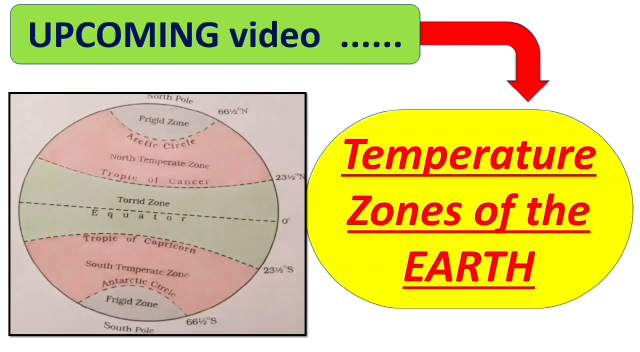 UPCOMING video ......
Temperature
Zones of the
EARTH
North Pole
66½°N
Frigid Zone
Arctic Circle
North Temperate Zone
Tropic of Cancer
23½°N
Torrid Zone
Equator
0°
Tropic of Capricorn
South Temperate Zone
23½°S
Antarctic Circle
Frigid Zone
66½°S
South Pole